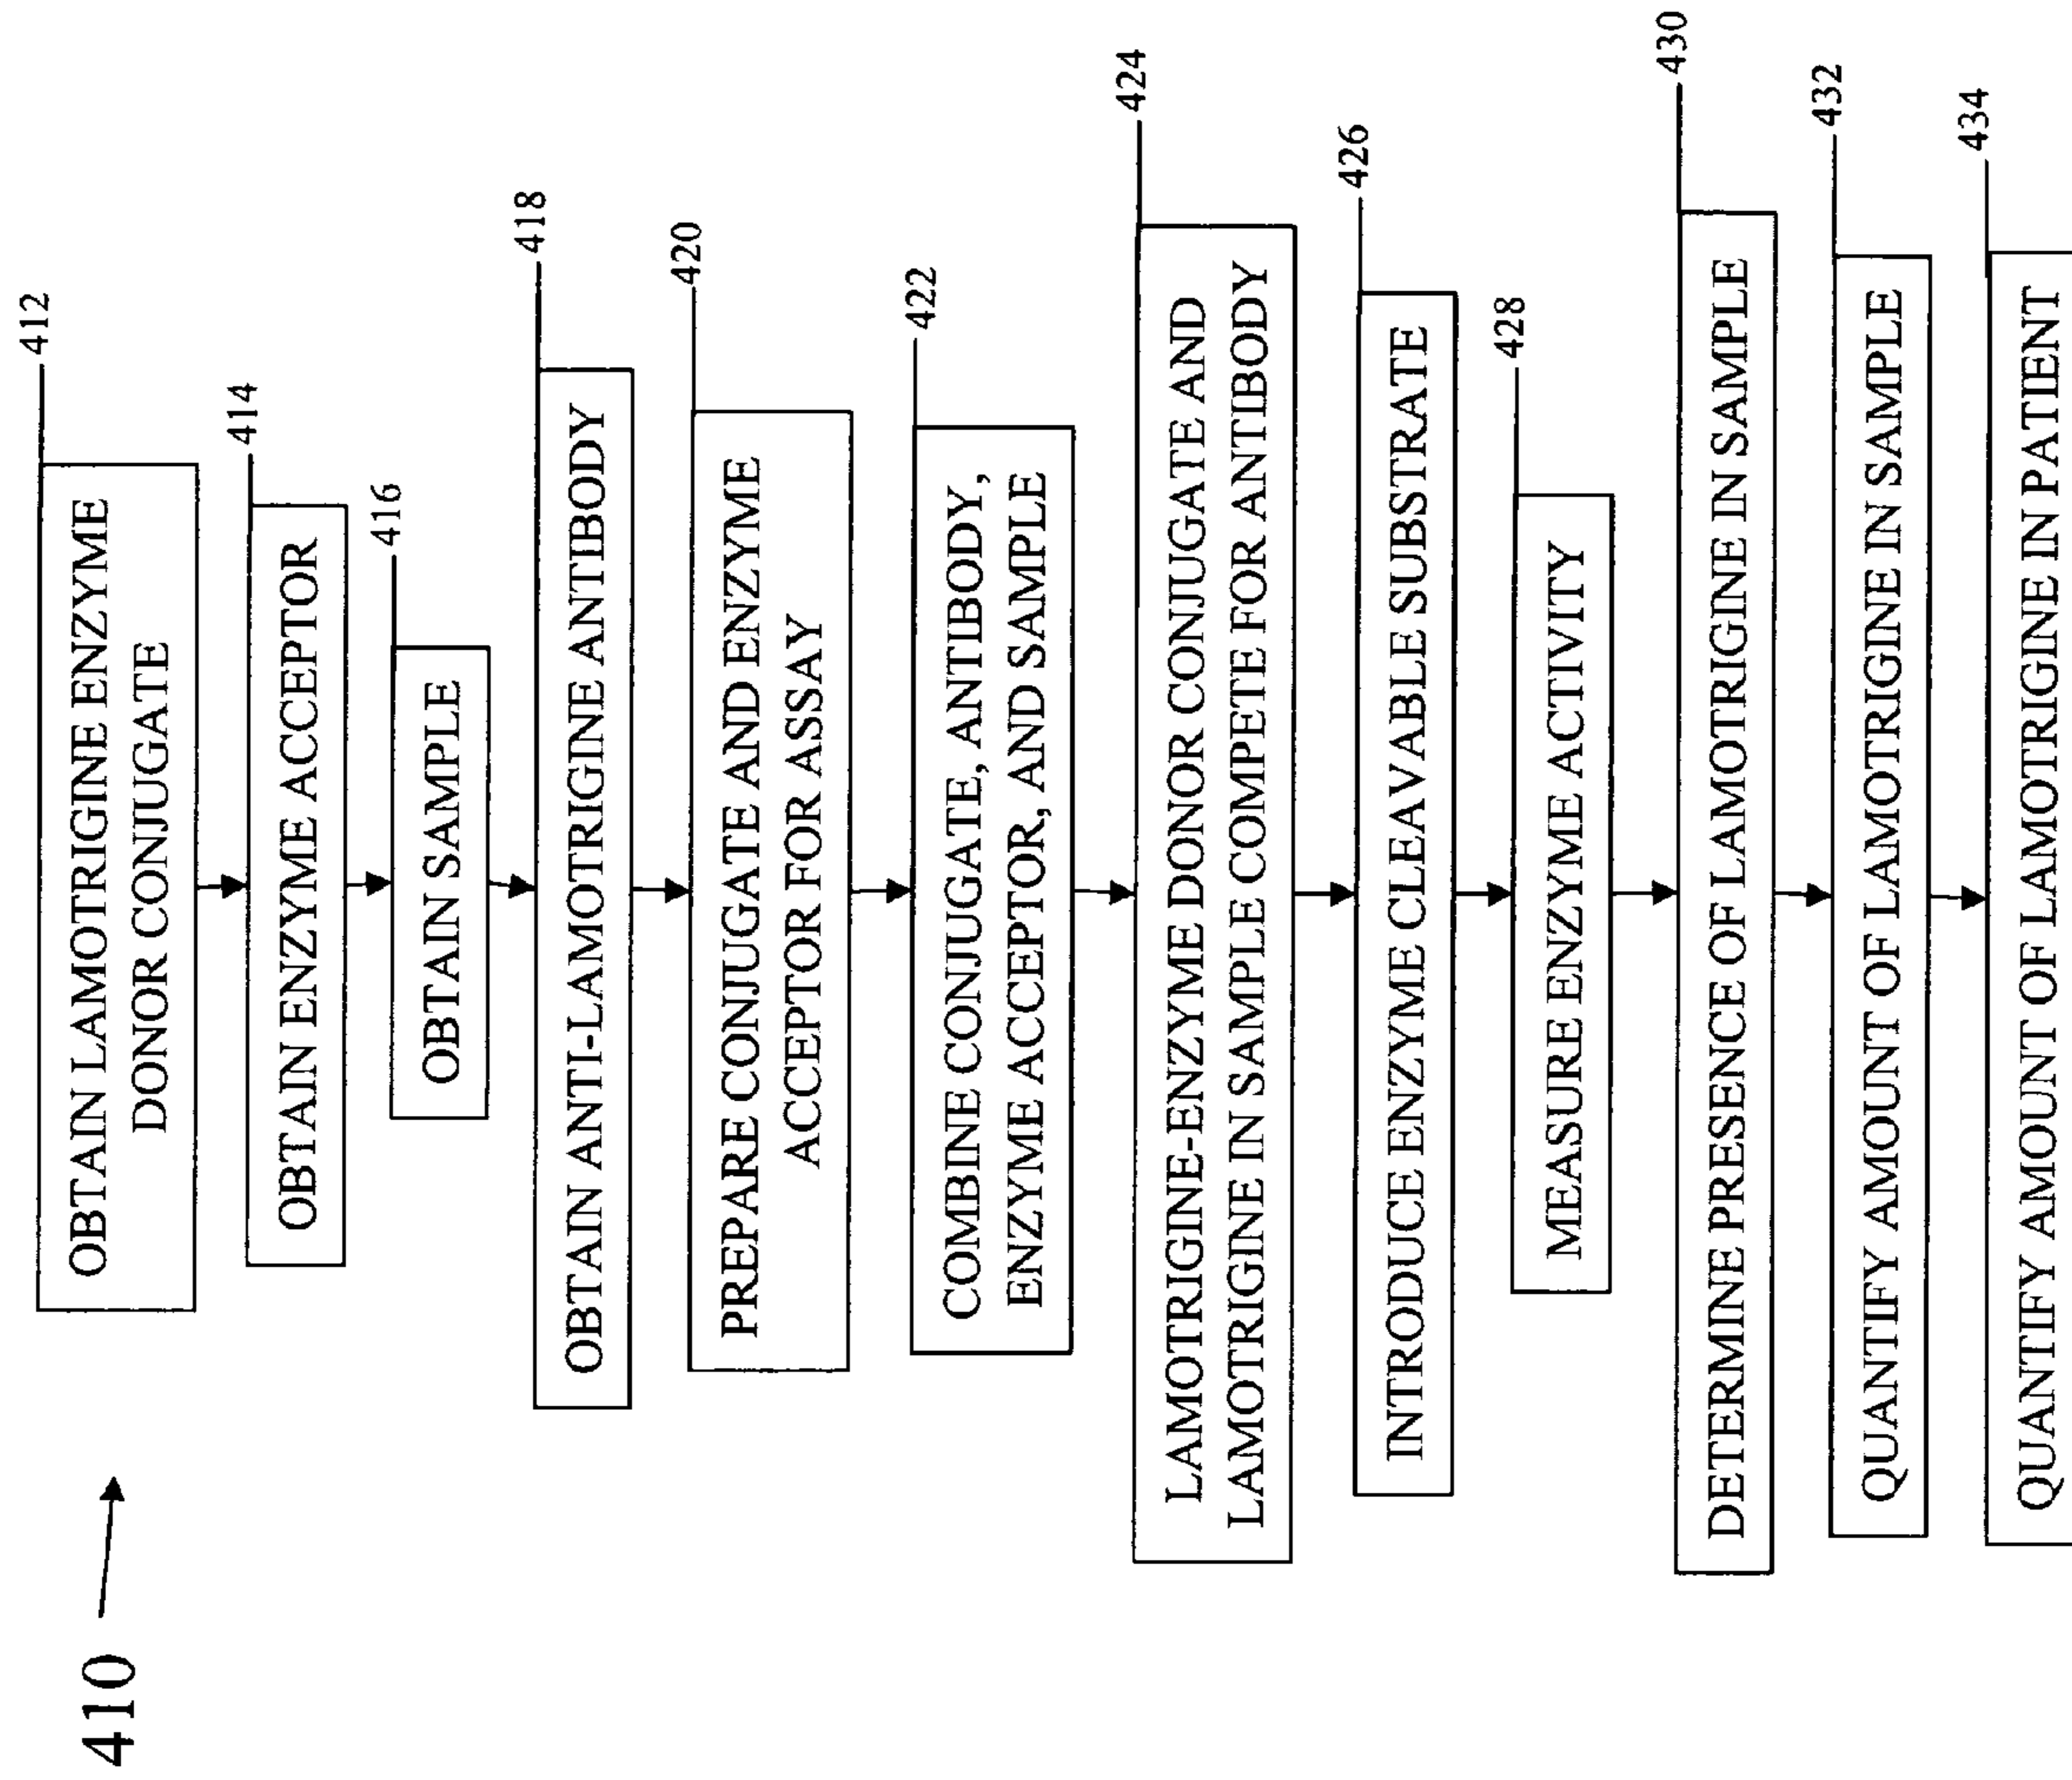 410
412
OBTAIN LAMOTRIGINE ENZYME
DONOR CONJUGATE
414
OBTAIN ENZYME ACCEPTOR
416
OBTAIN SAMPLE
418
OBTAIN ANTI-LAMOTRIGINE ANTIBODY
420
PREPARE CONJUGATE AND ENZYME
ACCEPTOR FOR ASSAY
422
COMBINE CONJUGATE, ANTIBODY,
ENZYME ACCEPTOR, AND SAMPLE
424
LAMOTRIGINE-ENZYME DONOR CONJUGATE AND
LAMOTRIGINE IN SAMPLE COMPETE FOR ANTIBODY
426
INTRODUCE ENZYME CLEAVABLE SUBSTRATE
428
MEASURE ENZYME ACTIVITY
430
DETERMINE PRESENCE OF LAMOTRIGINE IN SAMPLE
432
QUANTIFY AMOUNT OF LAMOTRIGINE IN SAMPLE
434
QUANTIFY AMOUNT OF LAMOTRIGINE IN PATIENT